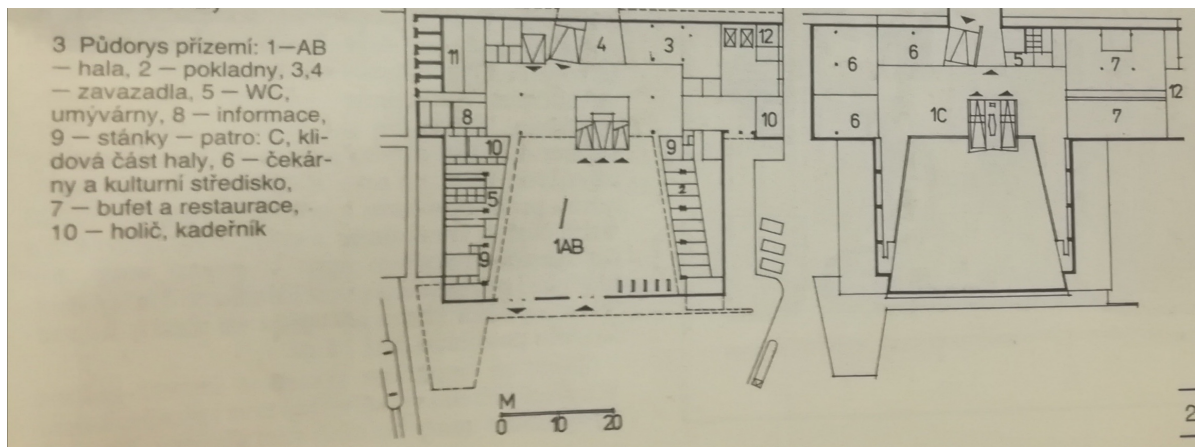 3 Půdorys přízemí: 1—AB
— hala, 2 — pokladny, 3,4
— zavazadla, 5 — WC,
umývárny, 8 — informace,
9 — stánky — patro: C, kli-
dová část haly, 6 — čekár-
ny a kulturní středisko,
7 — bufet a restaurace,
10 — holič, kadeřník
11
4
3
12
8
10
10
9
2
5
1AB
9
M
0 10 20
6
6
5
7
12
6
1C
7
2